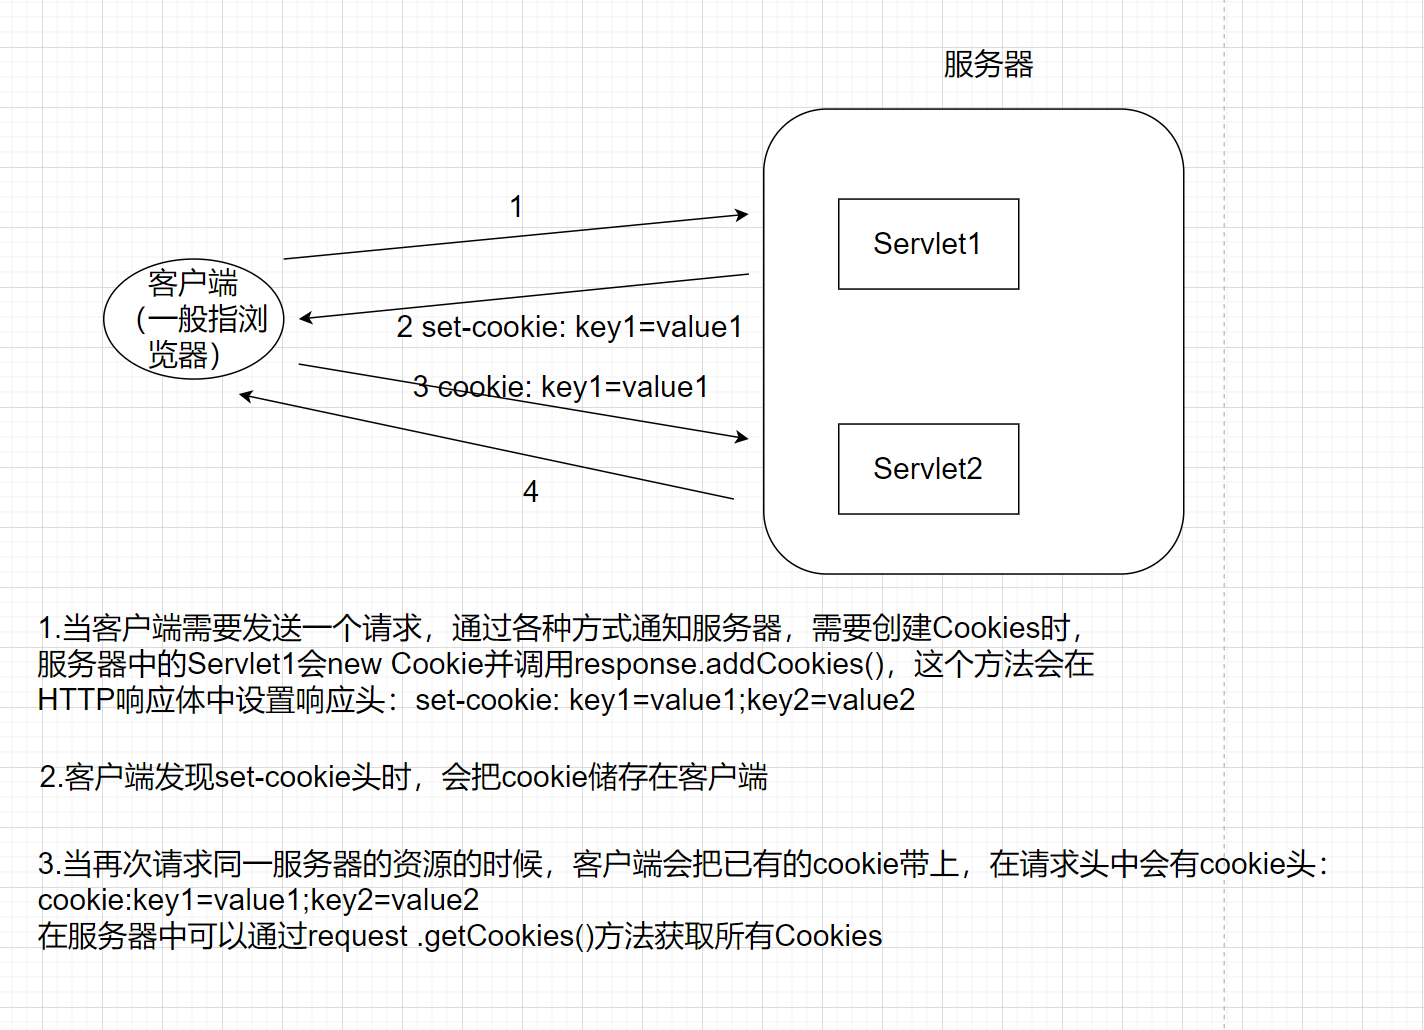 服务器
1
Servlet1
客户端
（一般指浏
览器）
2 set-cookie: key1=value1
3 cookie: key1=value1
Servlet2
4
1.当客户端需要发送一个请求，通过各种方式通知服务器，需要创建Cookies时，
服务器中的Servlet1会new Cookie并调用response.addCookies()，这个方法会在
HTTP响应体中设置响应头：set-cookie: key1=value1;key2=value2
2.客户端发现set-cookie头时，会把cookie储存在客户端
3.当再次请求同一服务器的资源的时候，客户端会把已有的cookie带上，在请求头中会有cookie头：
cookie:key1=value1;key2=value2
在服务器中可以通过request .getCookies()方法获取所有Cookies